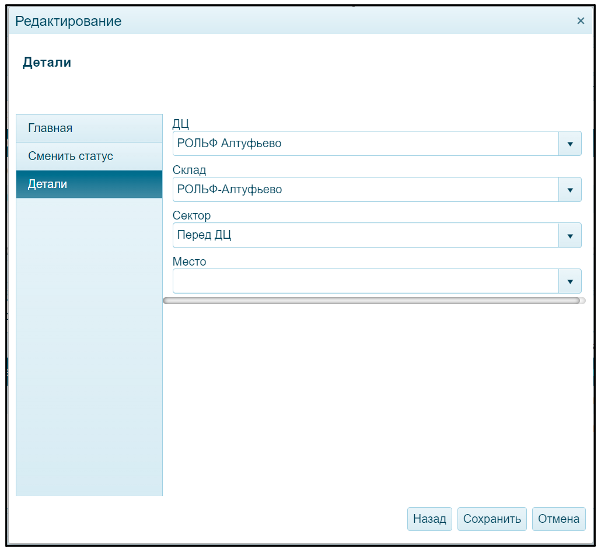 Редактирование
Детали
Главная
Сменить статус
Детали
ДЦ
РОЛЬФ Алтуфьево
Склад
РОЛЬФ-Алтуфьево
Сектор
Перед ДЦ
Место
Назад
Сохранить
Отмена